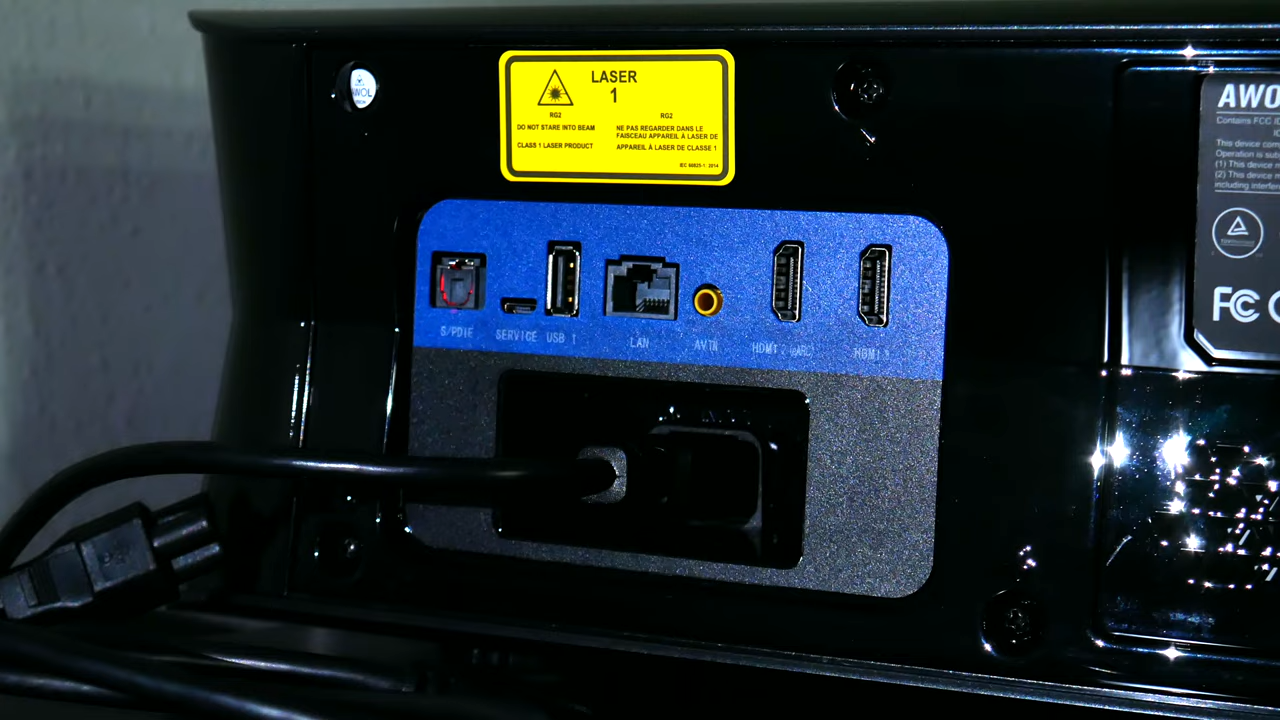 AWOL
LASER
1
RG2
RG2
DO NOT STARE INTO BEAM
NE PAS REGARDER DANS LE
FAISCEAU APPAREIL À LASER DE
CLASS 1 LASER PRODUCT
APPAREIL À LASER DE CLASSE 1
IEC 60825-1: 2014
S/PDIF
SERVICE
USB 1
LAN
AVIN
HDMI 2 (eARC)
HDMI
AWO
Contains FCC ID
This device com
Operation is sub
(1) This device m
(2) This device m
including interfer
FC